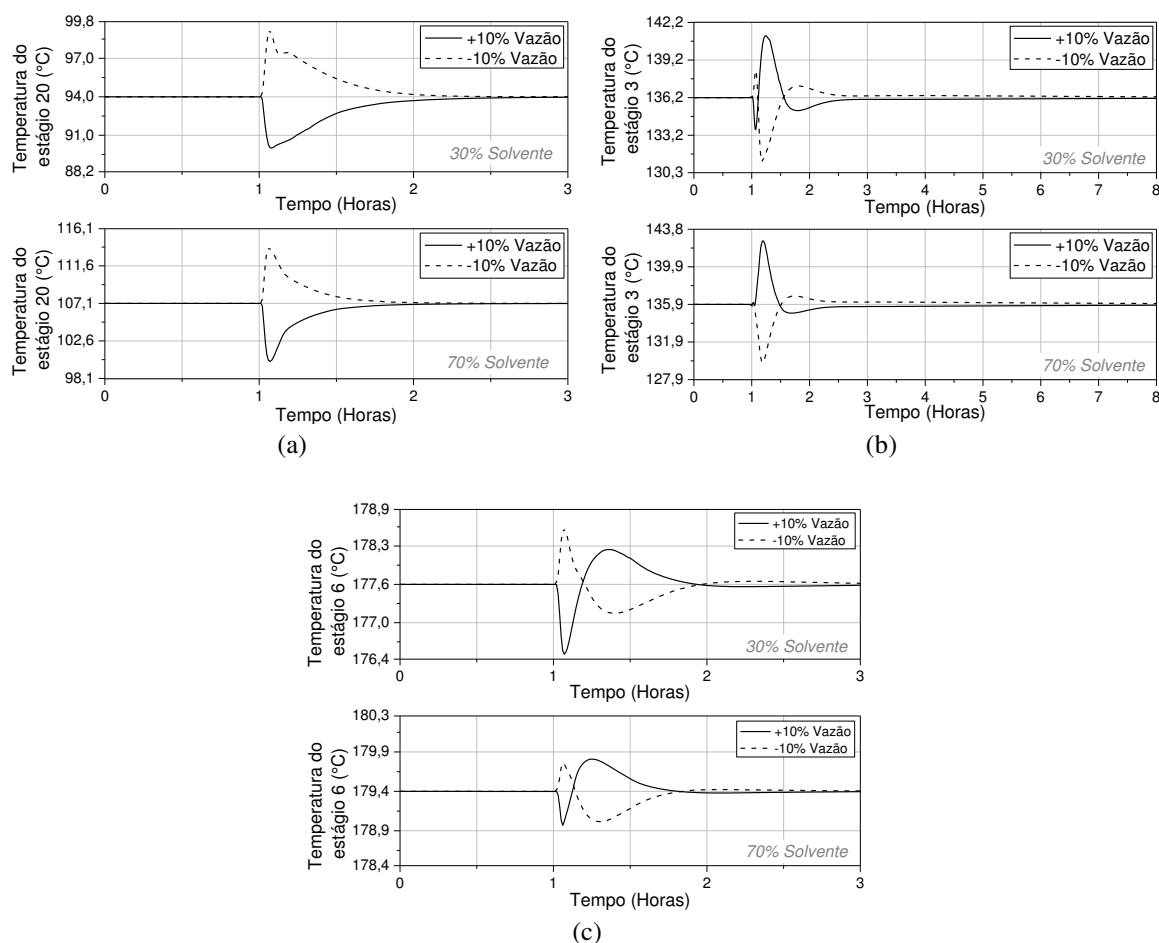 99,8
97,0
94,0
91,0
88,2
Temperatura do
estágio 20 (°C)
+10% Vazão
-10% Vazão
30% Solvente
0
1
2
3
Tempo (Horas)
116,1
111,6
107,1
102,6
98,1
Temperatura do
estágio 20 (°C)
+10% Vazão
-10% Vazão
70% Solvente
0
1
2
3
Tempo (Horas)
(a)
142,2
139,2
136,2
133,2
130,3
Temperatura do
estágio 3 (°C)
+10% Vazão
-10% Vazão
30% Solvente
0
1
2
3
4
5
6
7
8
Tempo (Horas)
143,8
139,9
135,9
131,9
127,9
Temperatura do
estágio 3 (°C)
+10% Vazão
-10% Vazão
70% Solvente
0
1
2
3
4
5
6
7
8
Tempo (Horas)
(b)
178,9
178,3
177,6
177,0
176,4
Temperatura do
estágio 6 (°C)
+10% Vazão
-10% Vazão
30% Solvente
0
1
2
3
Tempo (Horas)
180,3
179,9
179,4
178,9
178,4
Temperatura do
estágio 6 (°C)
+10% Vazão
-10% Vazão
70% Solvente
0
1
2
3
Tempo (Horas)
(c)